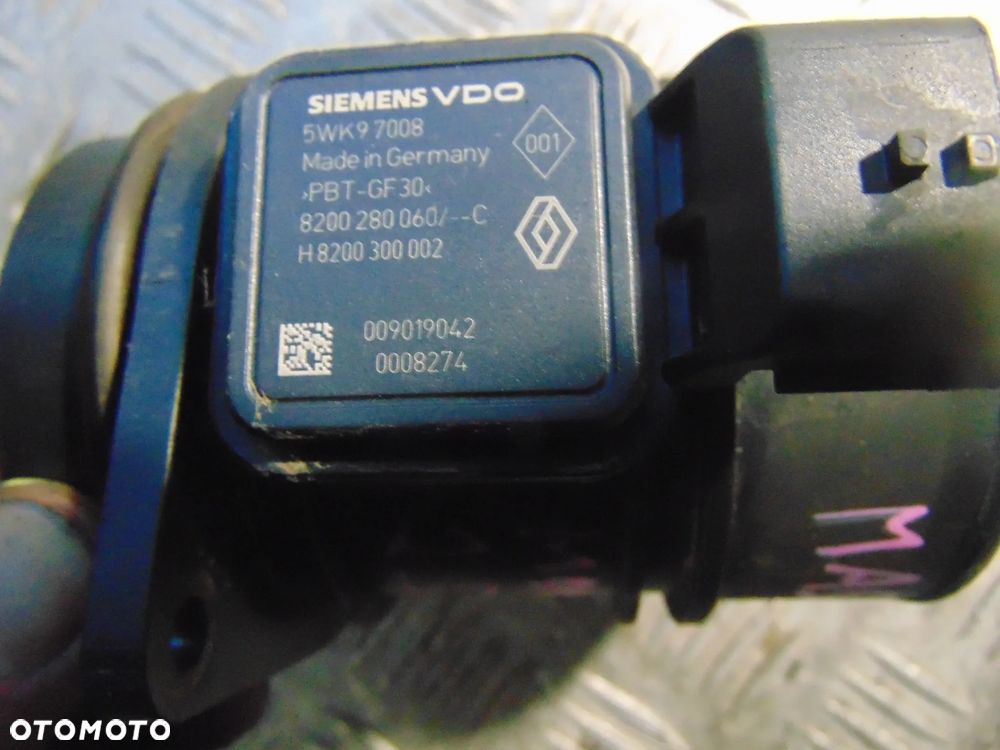 SIEMENS VDO
5WK9 7008
001
Made in Germany
>PBT-GF30<
8200 280 060/--C
H 8200 300 002
009019042
0008274
OTOMOTO